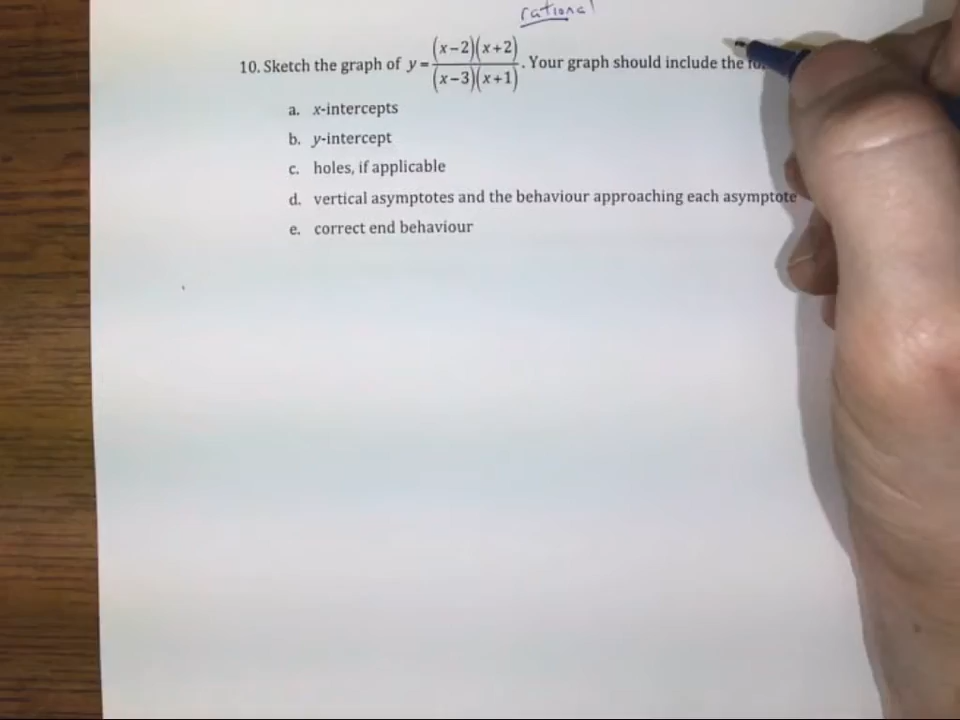 rational
10. Sketch the graph of y = (x-2)(x+2) / (x-3)(x+1) . Your graph should include the
a. x-intercepts
b. y-intercept
c. holes, if applicable
d. vertical asymptotes and the behaviour approaching each asymptote
e. correct end behaviour